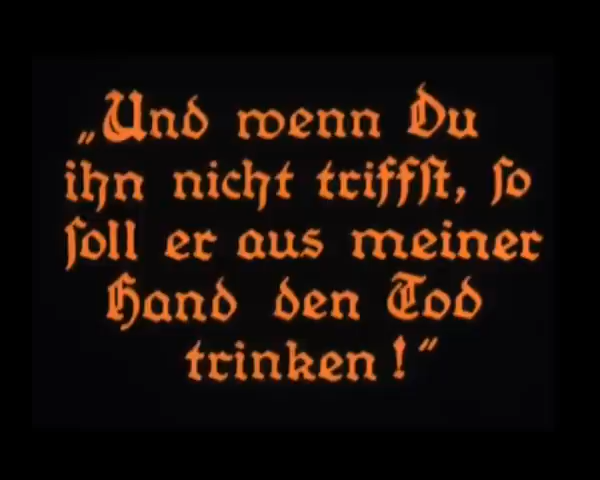 „Und wenn Du
ihn nicht triffſt, ſo
ſoll er aus meiner
Hand den Tod
trinken!“